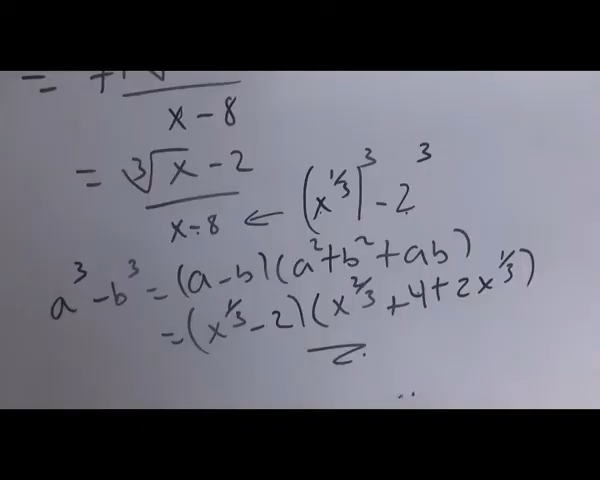 =
x - 8
= ∛x - 2
x - 8 ← (x^1/3)^3 - 2^3
a^3 - b^3 = (a - b)(a^2 + b^2 + ab)
= (x^1/3 - 2)(x^2/3 + 4 + 2x^1/3)